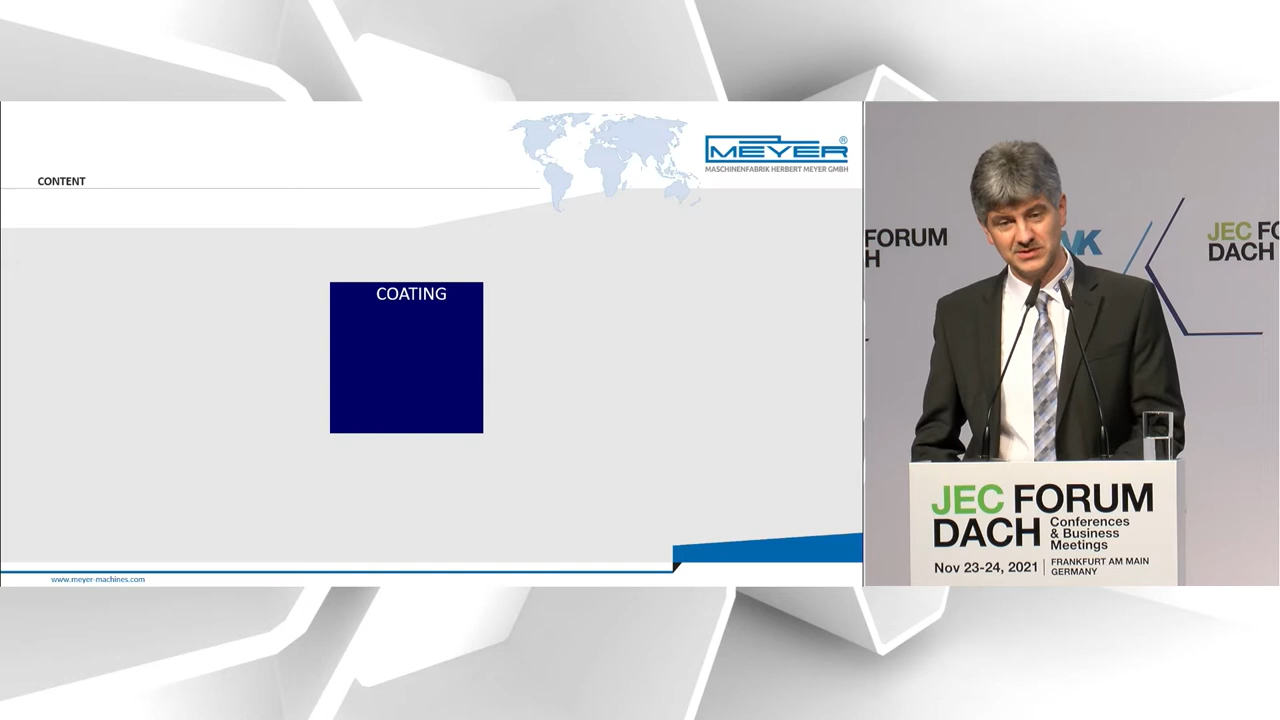 CONTENT
MEYER®
MASCHINENFABRIK HERBERT MEYER GMBH
COATING
www.meyer-machines.com
FORUM
H
JEC FO
DACH
JEC FORUM
DACH Conferences
& Business
Meetings
Nov 23-24, 2021 | FRANKFURT AM MAIN
GERMANY